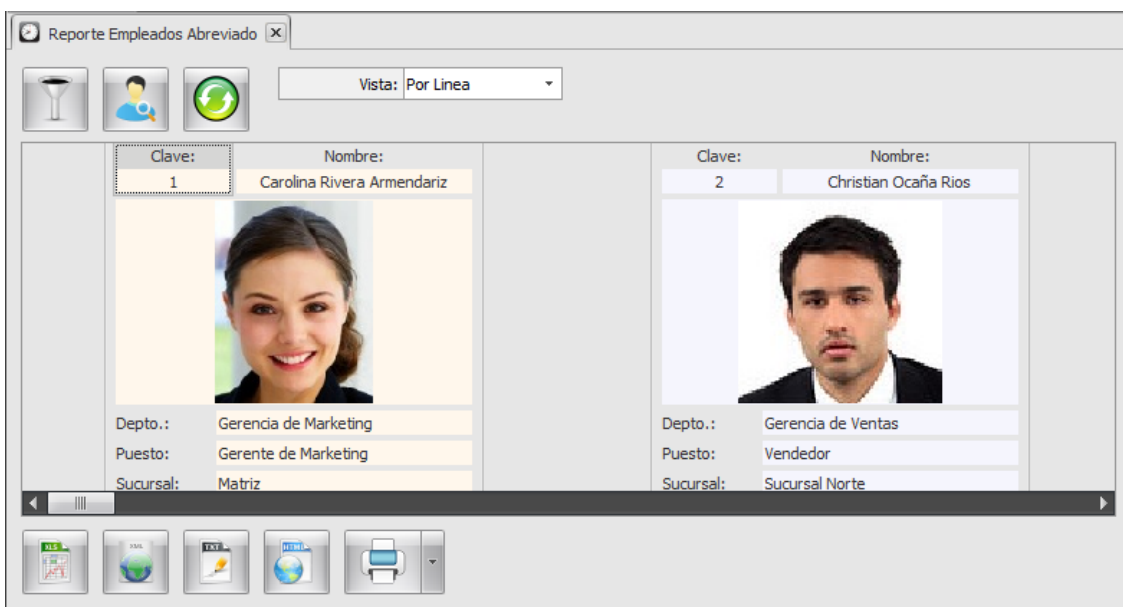 Reporte Empleados Abreviado
Vista: Por Linea
Clave: Nombre: Clave: Nombre:
1 Carolina Rivera Armendariz 2 Christian Ocaña Rios
Depto.: Gerencia de Marketing Depto.: Gerencia de Ventas
Puesto: Gerente de Marketing Puesto: Vendedor
Sucursal: Matriz Sucursal: Sucursal Norte
XLS XML TXT HTML